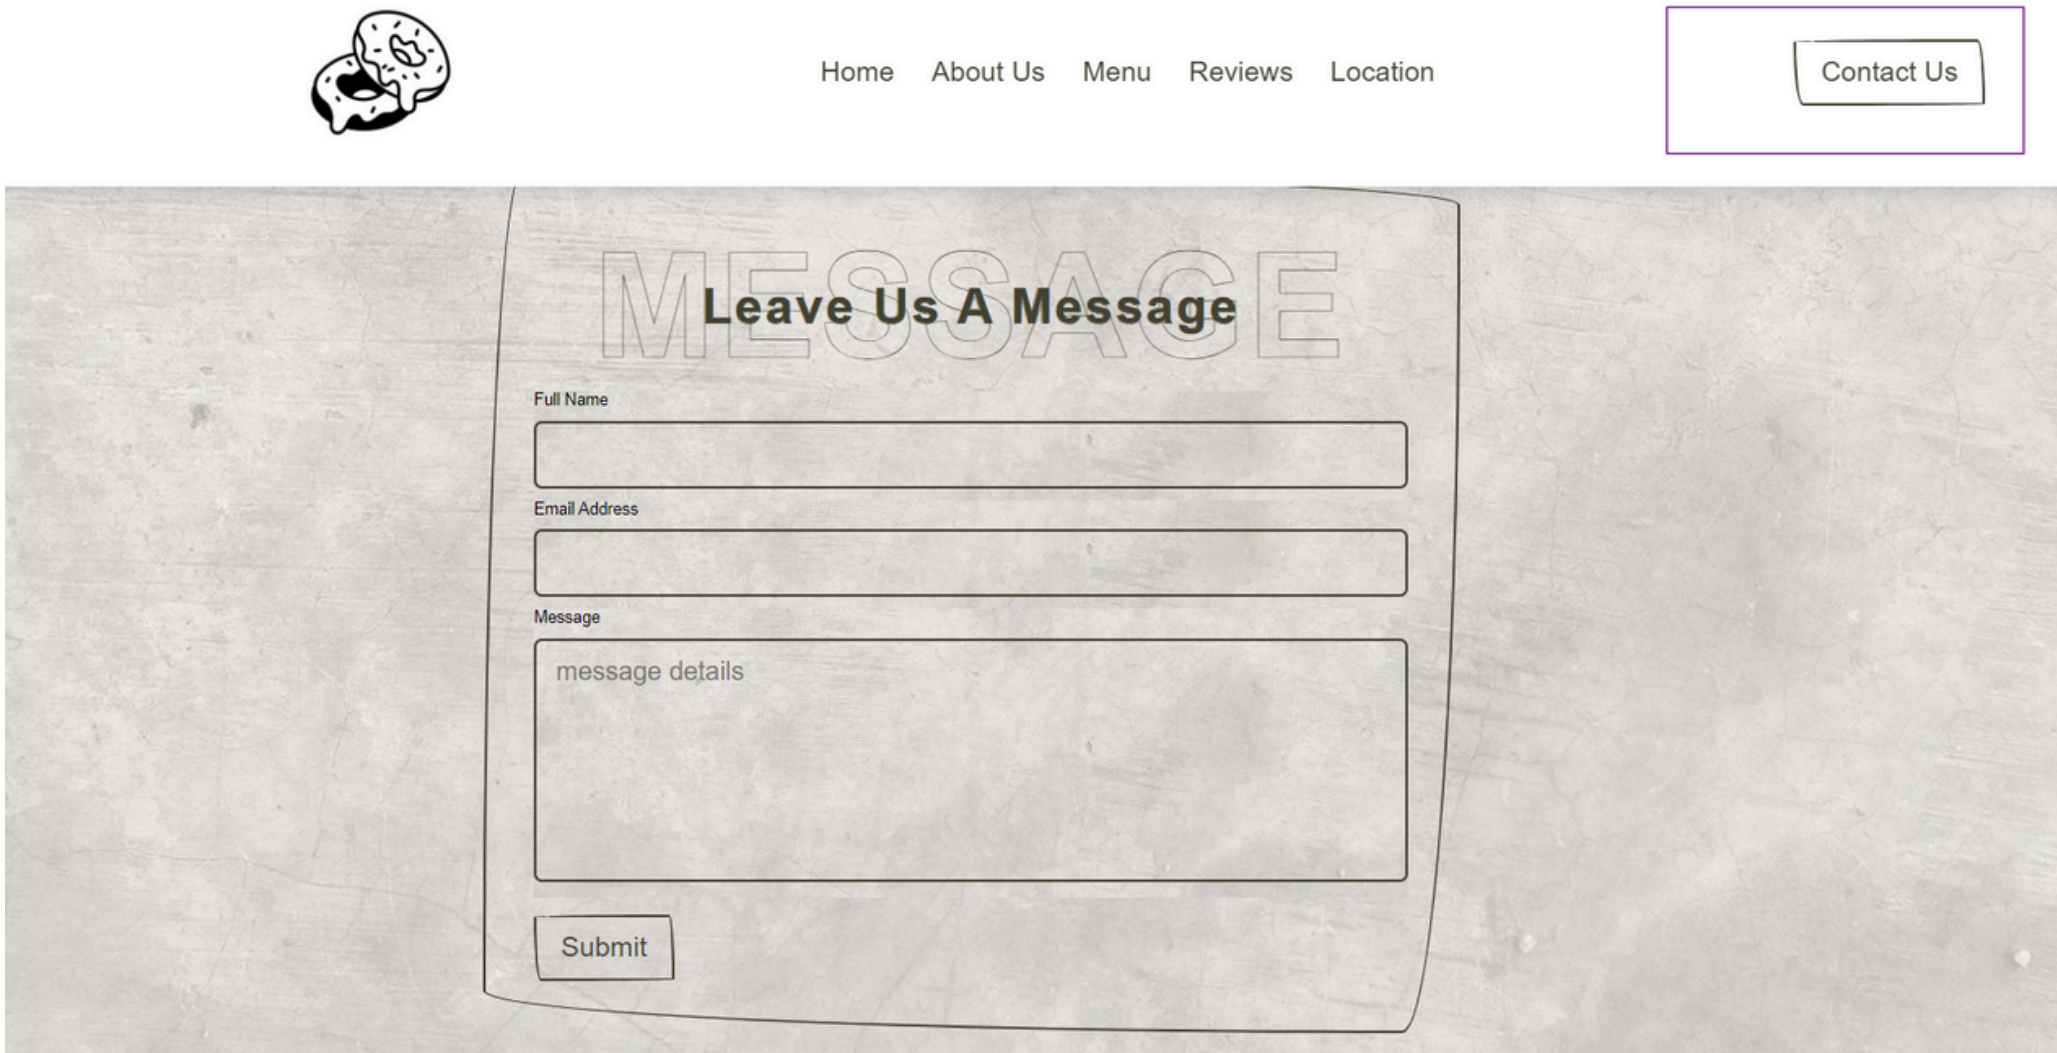 Home About Us Menu Reviews Location Contact Us
MESSAGE
Leave Us A Message
Full Name
Email Address
Message
message details
Submit